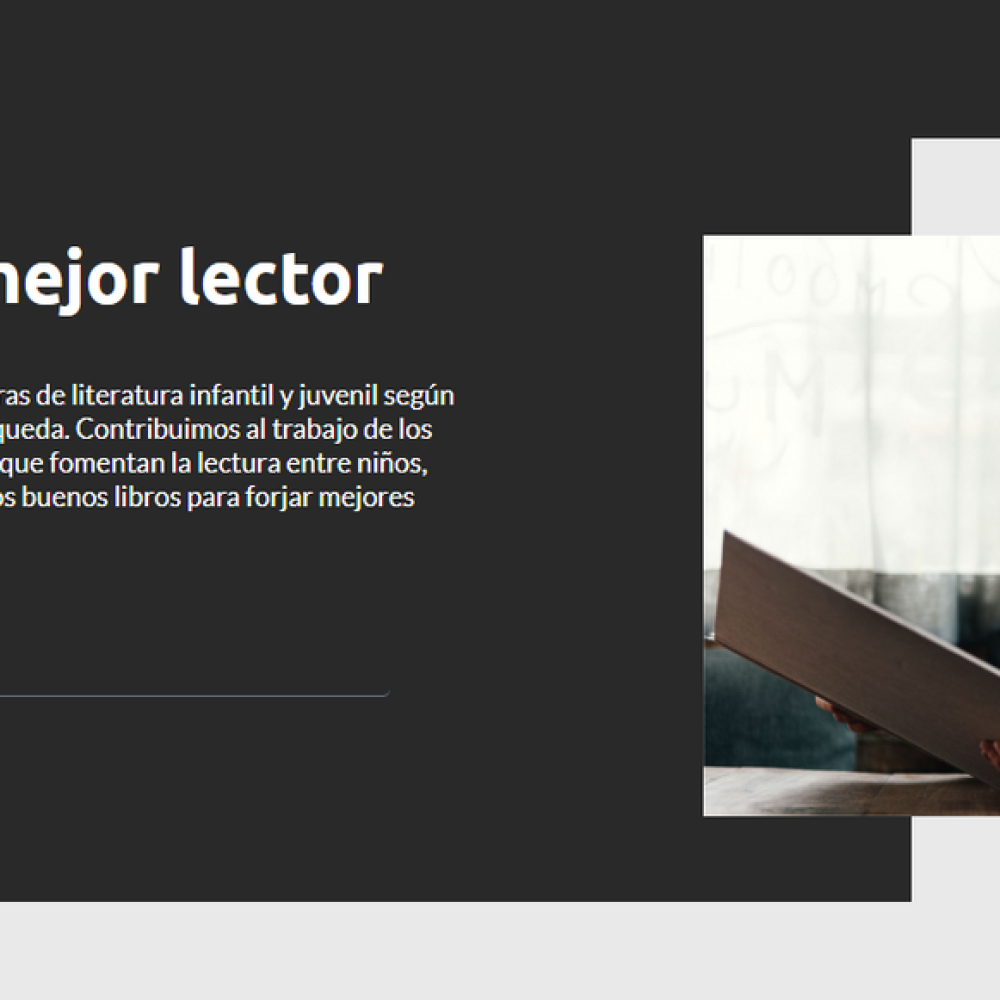 mejor lector
ras de literatura infantil y juvenil según
queda. Contribuimos al trabajo de los
que fomentan la lectura entre niños,
os buenos libros para forjar mejores